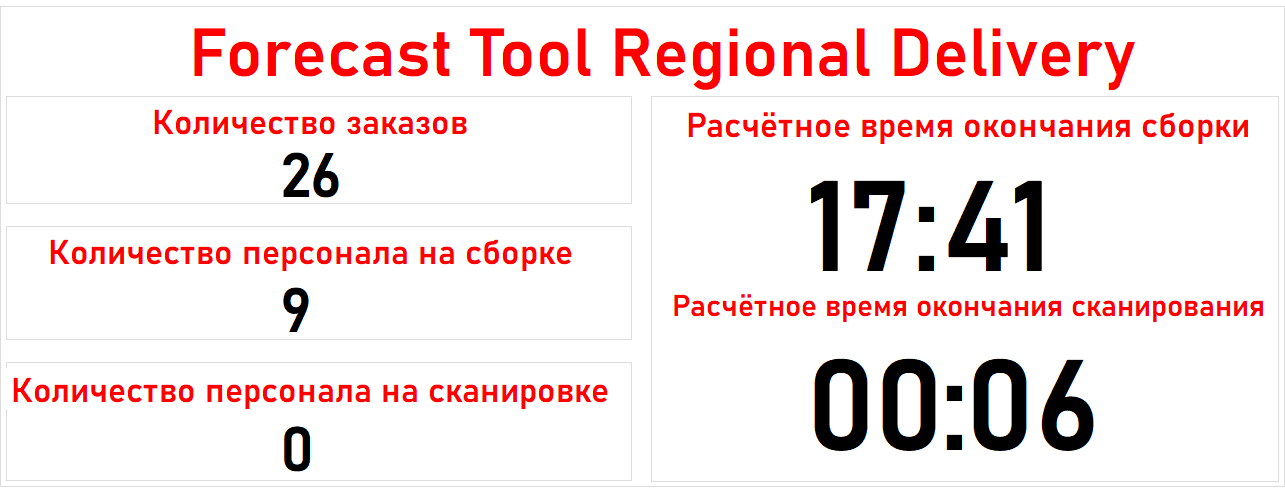 Forecast Tool Regional Delivery
Количество заказов
26
Количество персонала на сборке
9
Количество персонала на сканировке
0
Расчётное время окончания сборки
17:41
Расчётное время окончания сканирования
00:06